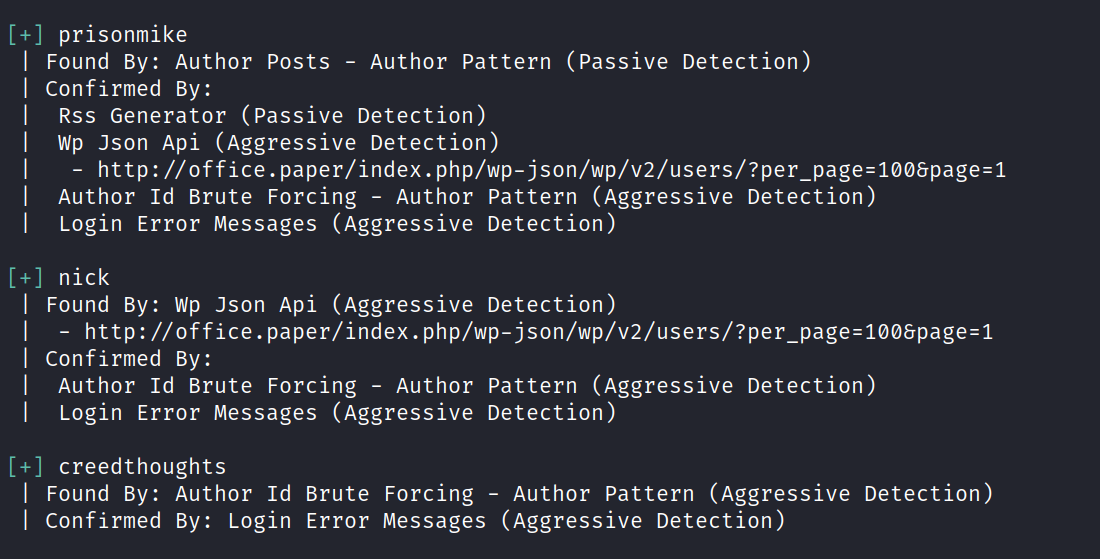 [+] prisonmike
 | Found By: Author Posts - Author Pattern (Passive Detection)
 | Confirmed By:
 |  Rss Generator (Passive Detection)
 |  Wp Json Api (Aggressive Detection)
 |   - http://office.paper/index.php/wp-json/wp/v2/users/?per_page=100&page=1
 |  Author Id Brute Forcing - Author Pattern (Aggressive Detection)
 |  Login Error Messages (Aggressive Detection)

[+] nick
 | Found By: Wp Json Api (Aggressive Detection)
 |  - http://office.paper/index.php/wp-json/wp/v2/users/?per_page=100&page=1
 | Confirmed By:
 |  Author Id Brute Forcing - Author Pattern (Aggressive Detection)
 |  Login Error Messages (Aggressive Detection)

[+] creedthoughts
 | Found By: Author Id Brute Forcing - Author Pattern (Aggressive Detection)
 | Confirmed By: Login Error Messages (Aggressive Detection)